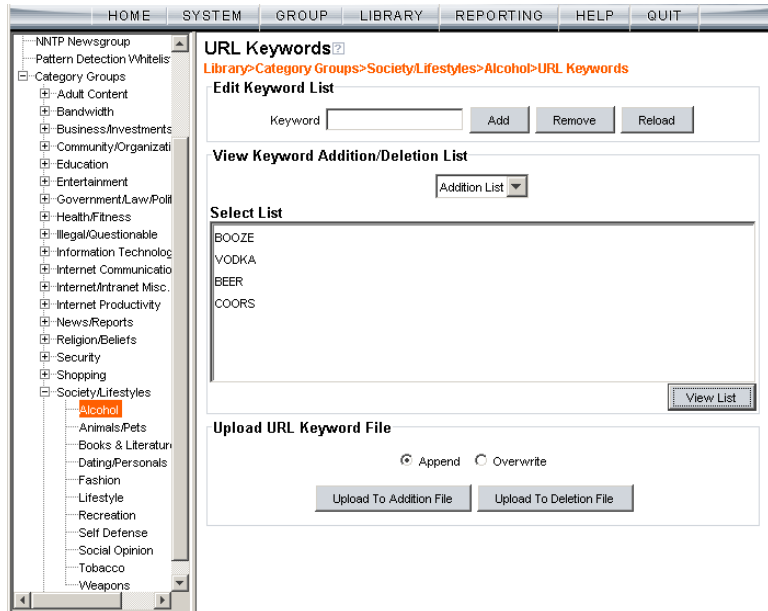 HOME SYSTEM GROUP LIBRARY REPORTING HELP QUIT
NNTP Newsgroup
Pattern Detection Whitelis
Category Groups
Adult Content
Bandwidth
Business/Investments
Community/Organizati
Education
Entertainment
Government/Law/Polit
Health/Fitness
Illegal/Questionable
Information Technolog
Internet Communicatio
Internet/Intranet Misc.
Internet Productivity
News/Reports
Religion/Beliefs
Security
Shopping
Society/Lifestyles
Alcohol
Animals/Pets
Books & Literature
Dating/Personals
Fashion
Lifestyle
Recreation
Self Defense
Social Opinion
Tobacco
Weapons
URL Keywords?
Library>Category Groups>Society/Lifestyles>Alcohol>URL Keywords
Edit Keyword List
Keyword Add Remove Reload
View Keyword Addition/Deletion List
Addition List
Select List
BOOZE
VODKA
BEER
COORS
View List
Upload URL Keyword File
Append Overwrite
Upload To Addition File Upload To Deletion File